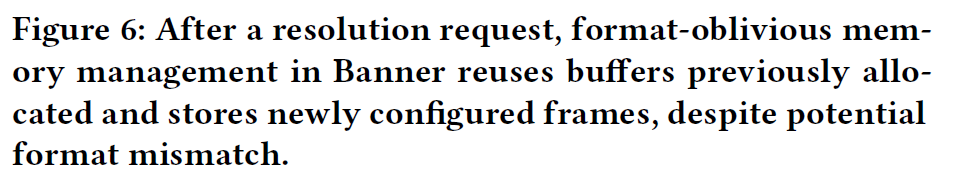 Figure 6: After a resolution request, format-oblivious mem-
ory management in Banner reuses buffers previously allo-
cated and stores newly configured frames, despite potential
format mismatch.